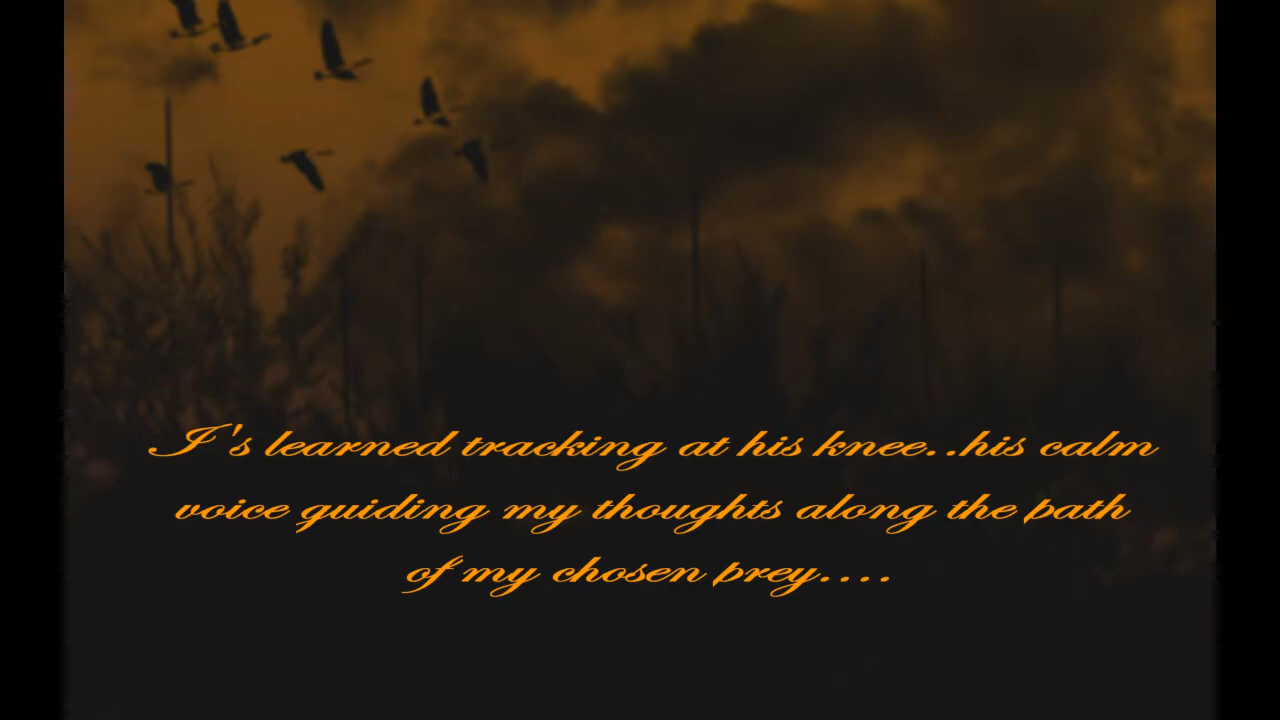 I's learned tracking at his knee..his calm
voice guiding my thoughts along the path
of my chosen prey....